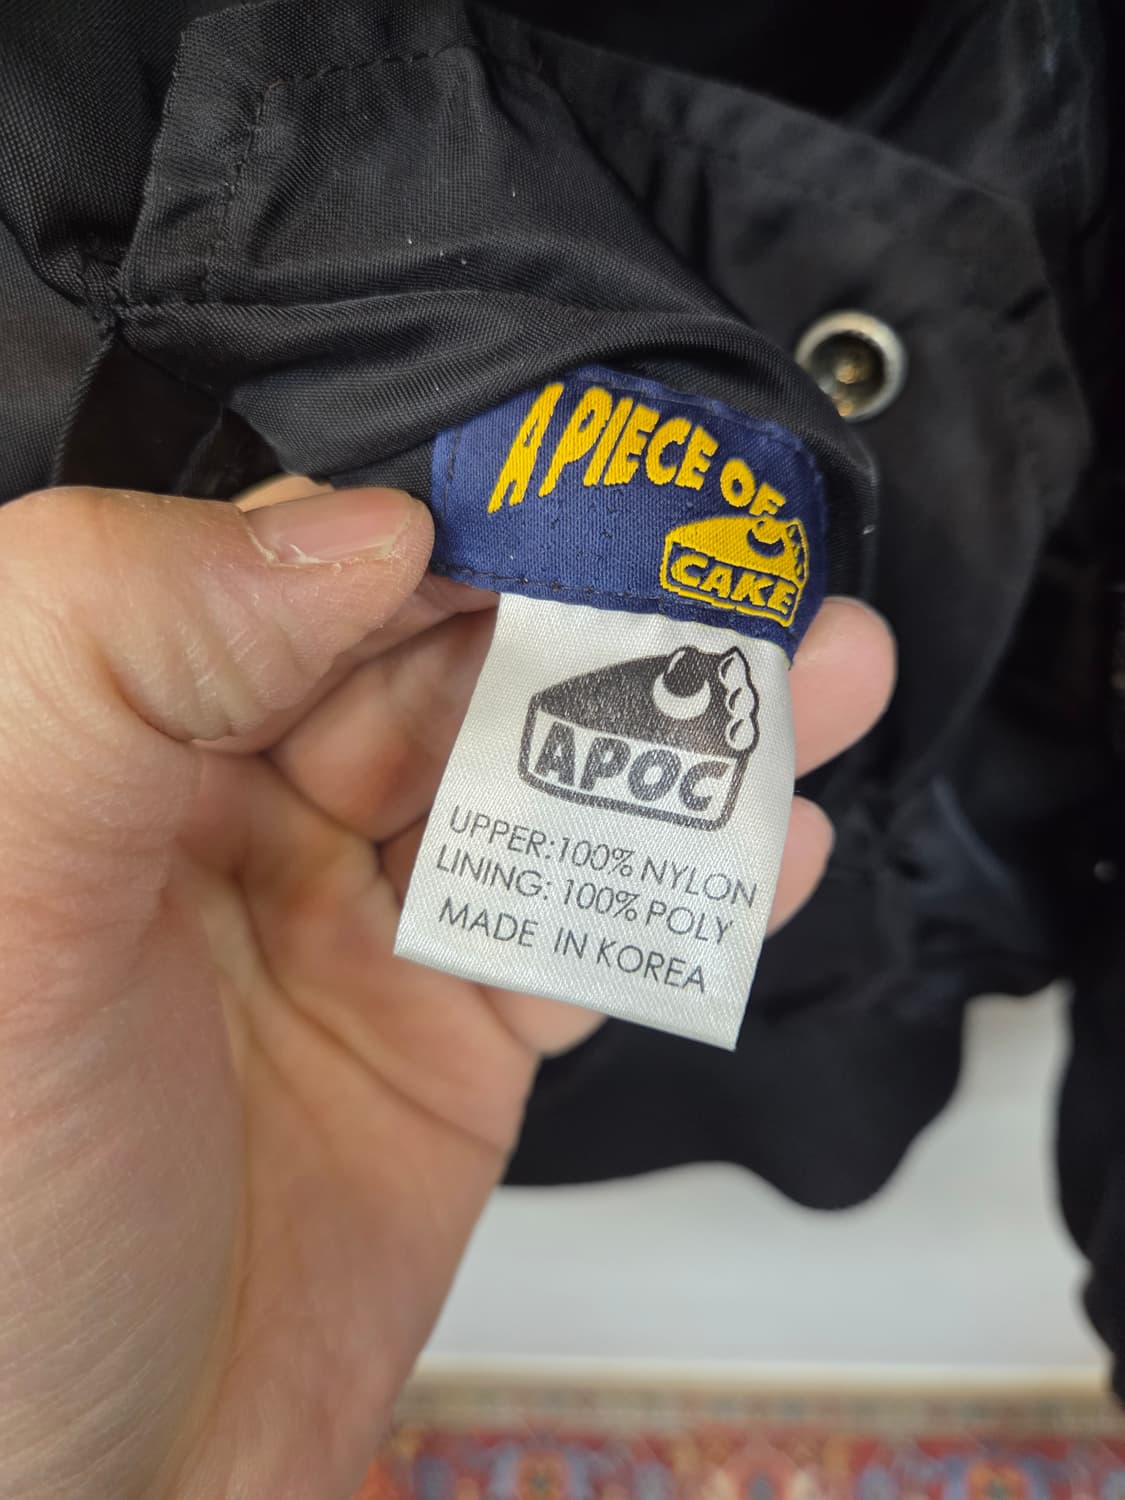 A PIECE OF
CAKE
APOC
UPPER:100% NYLON
LINING: 100% POLY
MADE IN KOREA